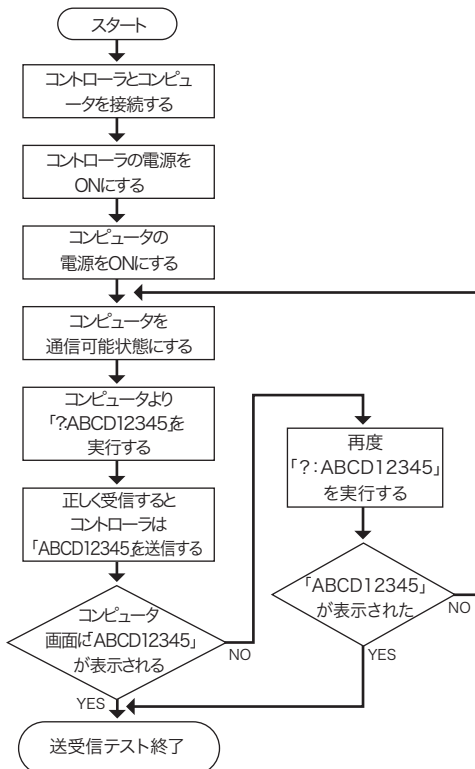 スタート
コントローラとコンピュ
ータを接続する
コントローラの電源を
ONにする
コンピュータの
電源をONにする
コンピュータを
通信可能状態にする
コンピュータより
「?:ABCD12345」を
実行する
正しく受信すると
コントローラは
「ABCD12345」を送信する
コンピュータ
画面に「ABCD12345」
が表示される
NO
YES
再度
「?:ABCD12345」
を実行する
「ABCD12345」
が表示された
NO
YES
送受信テスト終了